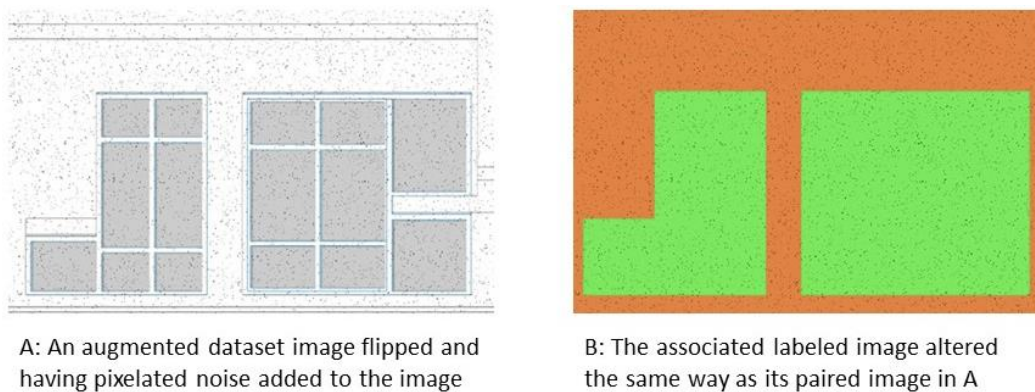 A: An augmented dataset image flipped and
having pixelated noise added to the image
B: The associated labeled image altered
the same way as its paired image in A